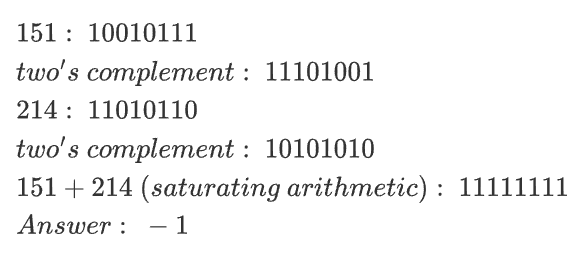 151 : 10010111
two's complement : 11101001
214 : 11010110
two's complement : 10101010
151 + 214 (saturating arithmetic) : 11111111
Answer : −1